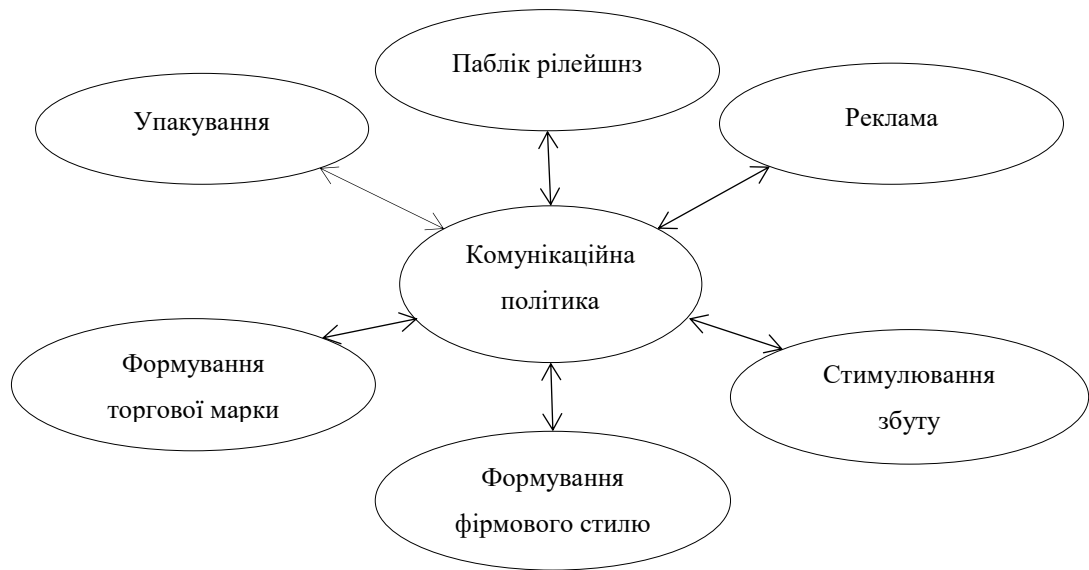 Паблік рілейшнз
Упакування
Реклама
Комунікаційна
політика
Формування
торгової марки
Стимулювання
збуту
Формування
фірмового стилю